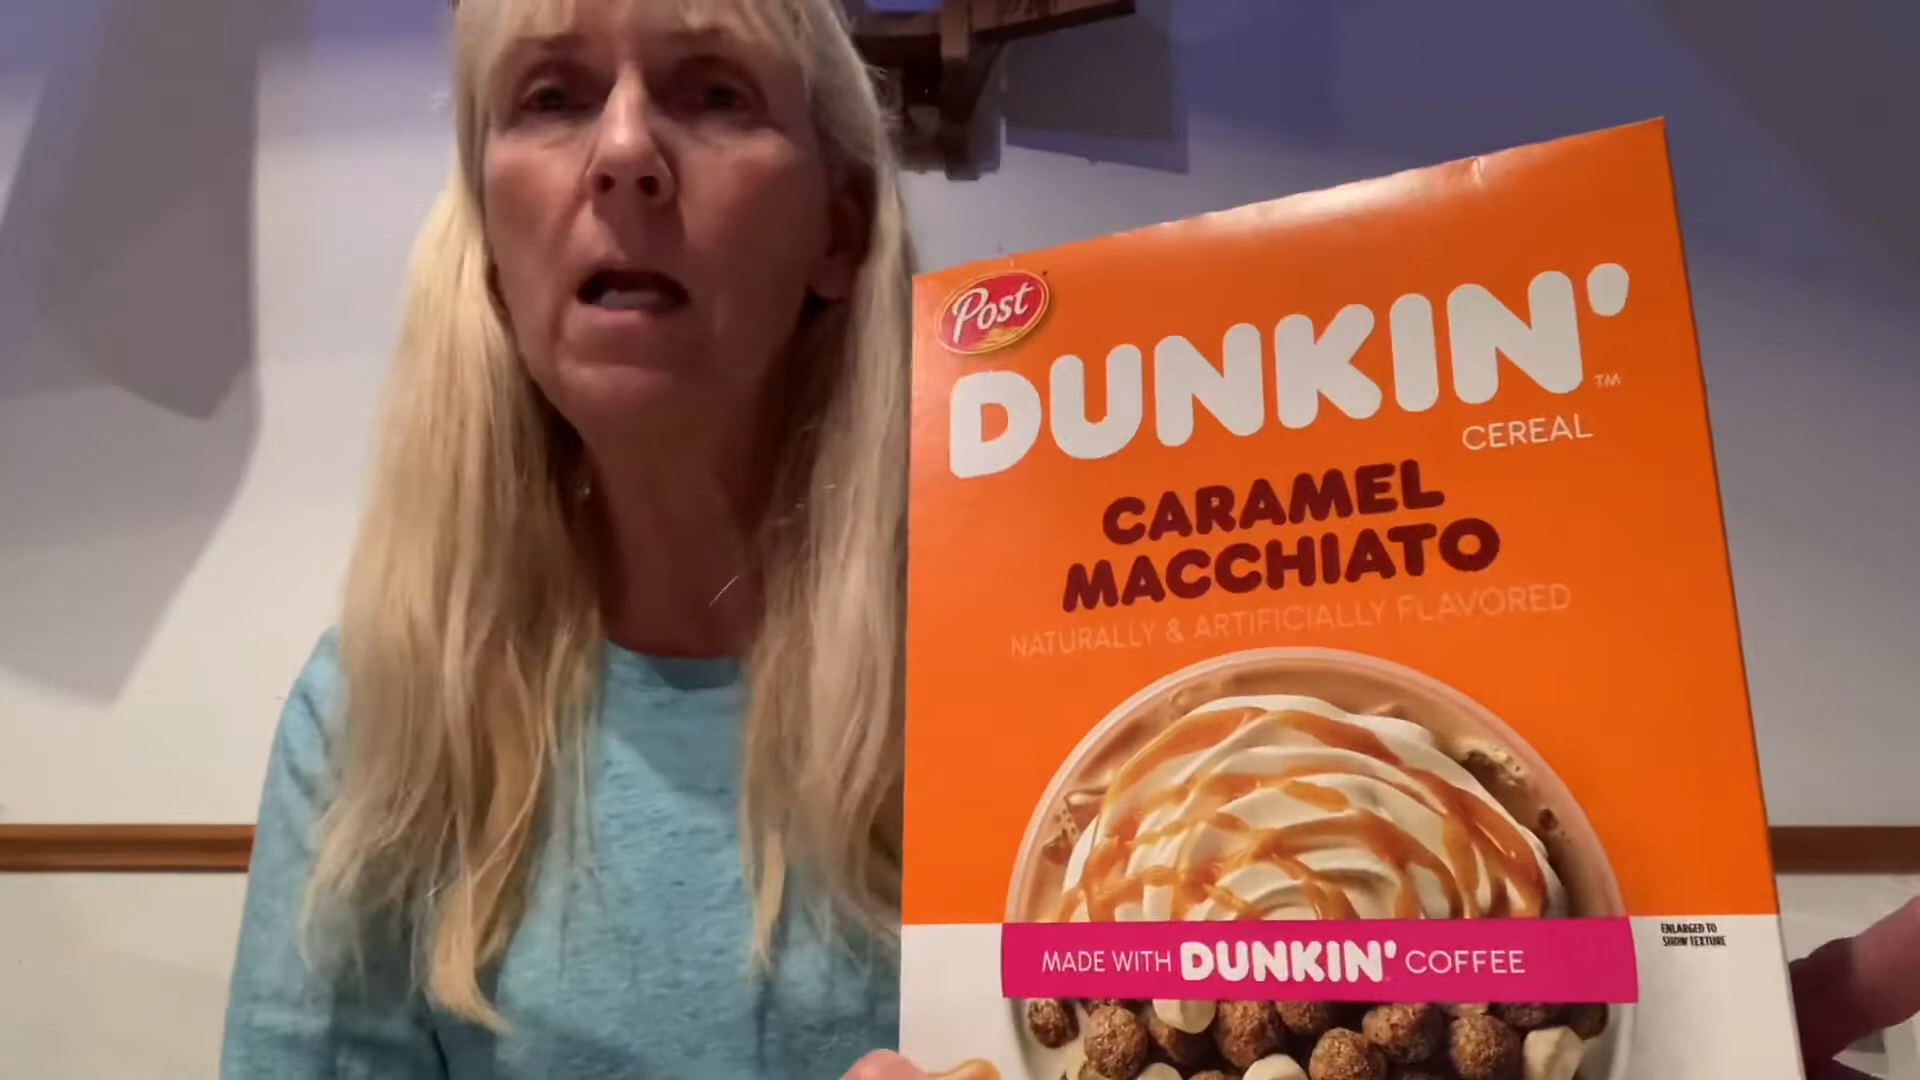 Post
DUNKIN'™
CEREAL
CARAMEL
MACCHIATO
NATURALLY & ARTIFICIALLY FLAVORED
MADE WITH DUNKIN' COFFEE
ENLARGED TO
SHOW TEXTURE